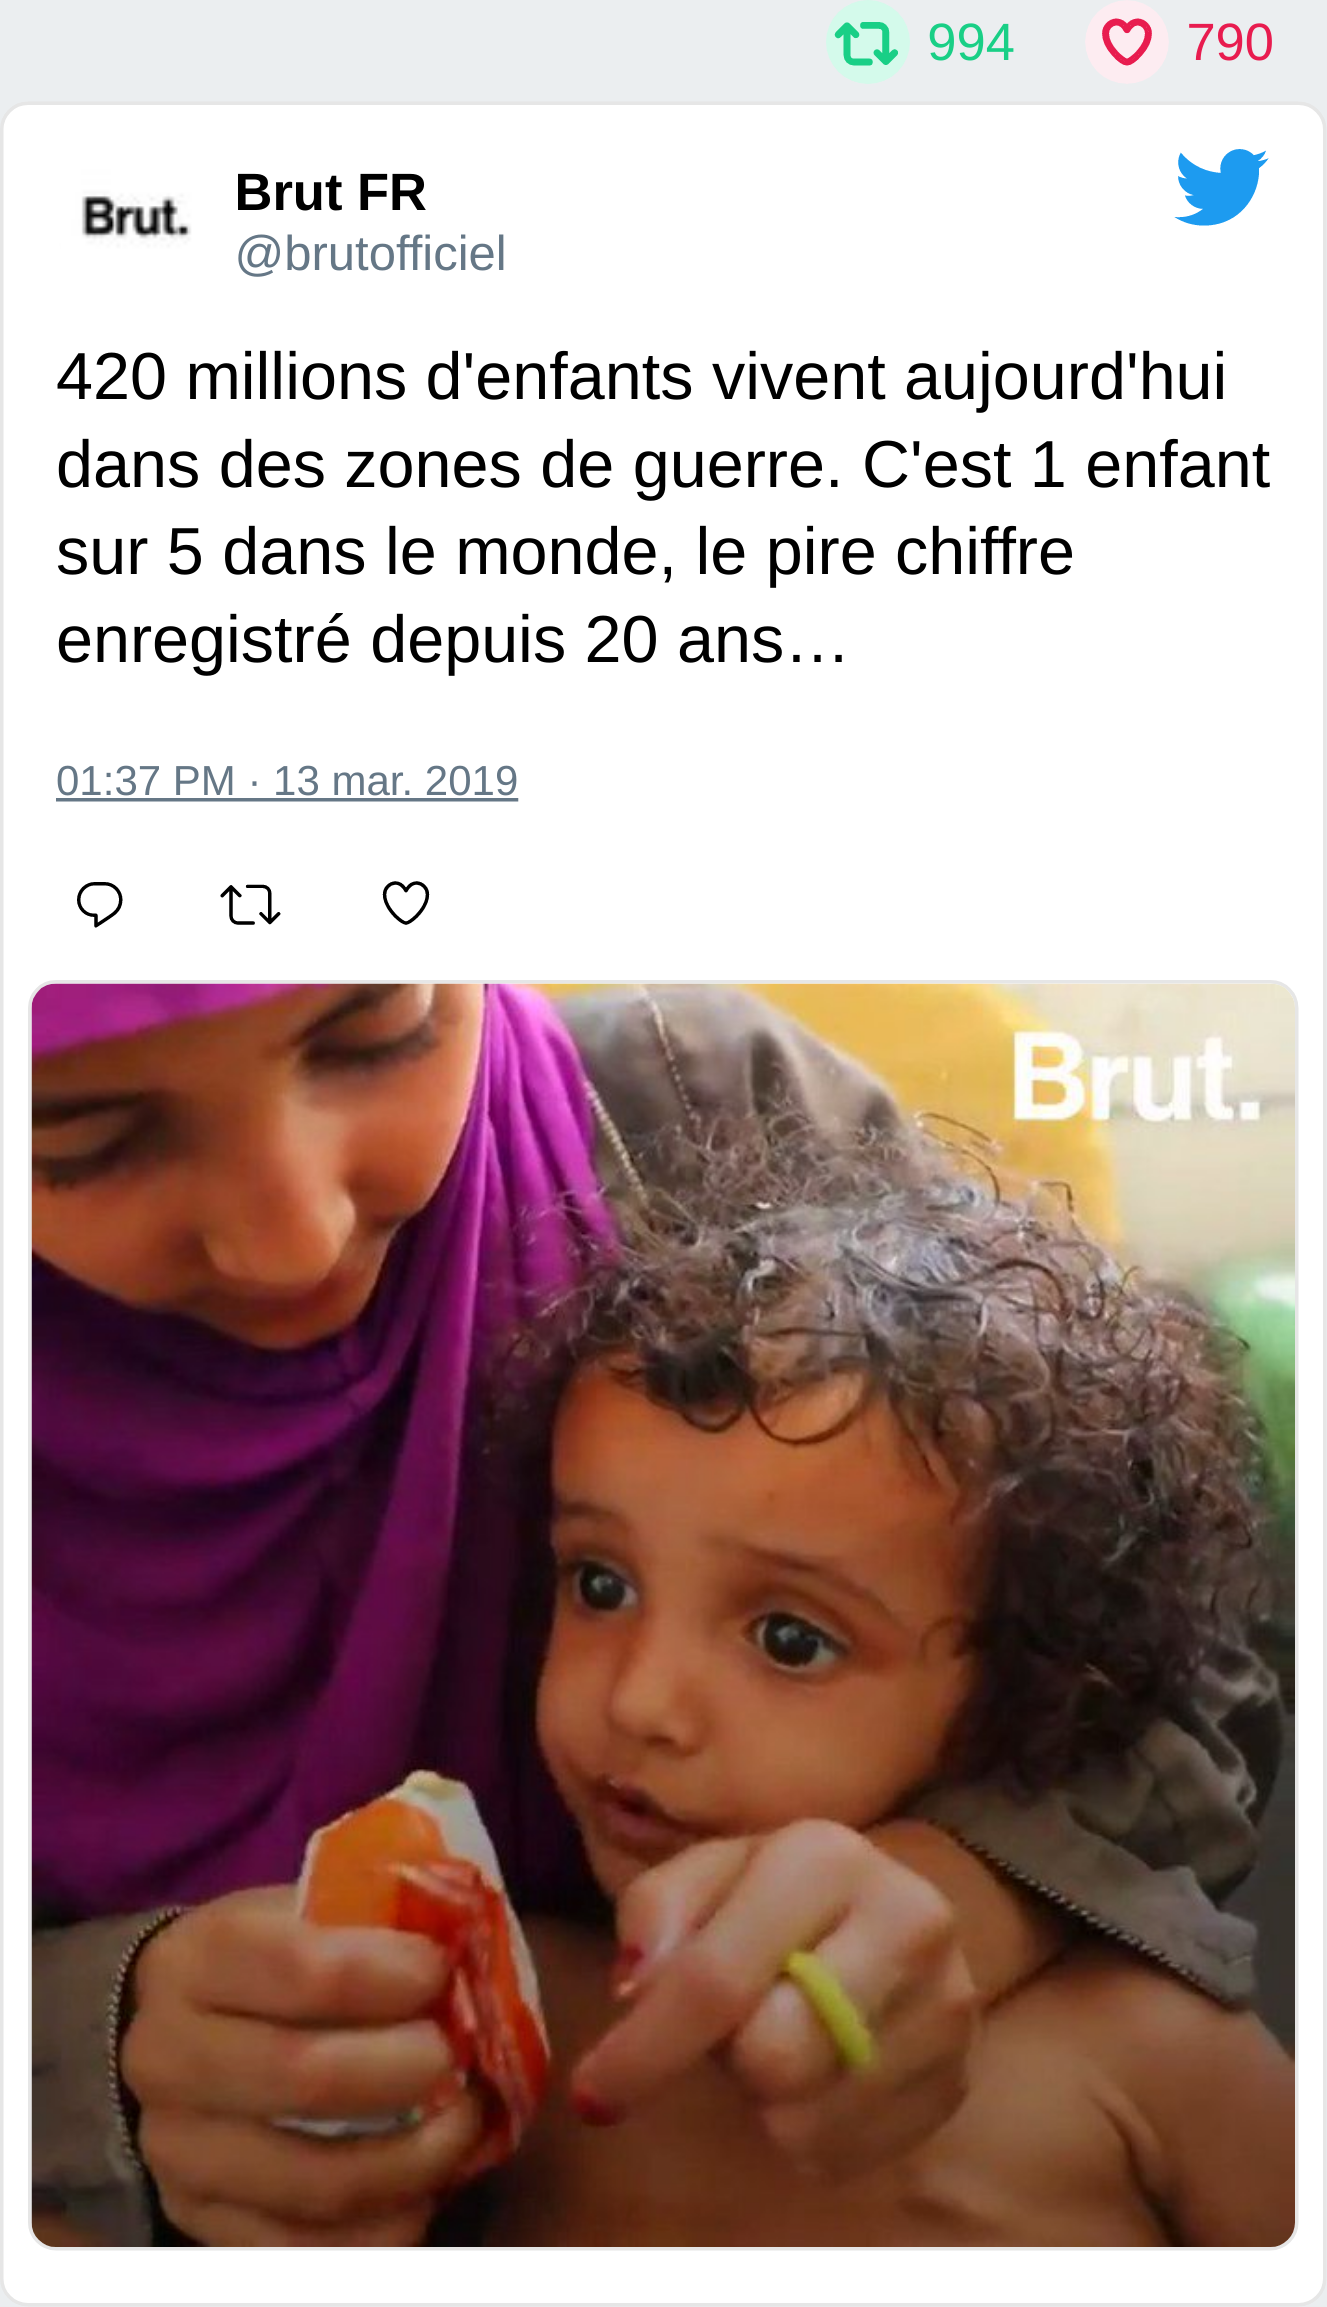 994 790
Brut.
Brut FR
@brutofficiel
420 millions d'enfants vivent aujourd'hui
dans des zones de guerre. C'est 1 enfant
sur 5 dans le monde, le pire chiffre
enregistré depuis 20 ans…
01:37 PM · 13 mar. 2019
Brut.